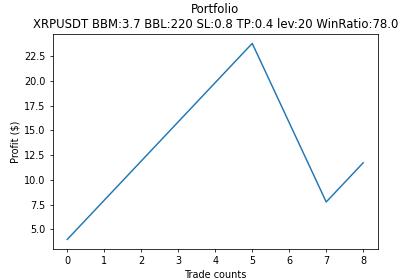 Portfolio
XRPUSDT BBM:3.7 BBL:220 SL:0.8 TP:0.4 lev:20 WinRatio:78.0
22.5
20.0
17.5
15.0
12.5
10.0
7.5
5.0
Profit ($)
0 1 2 3 4 5 6 7 8
Trade counts